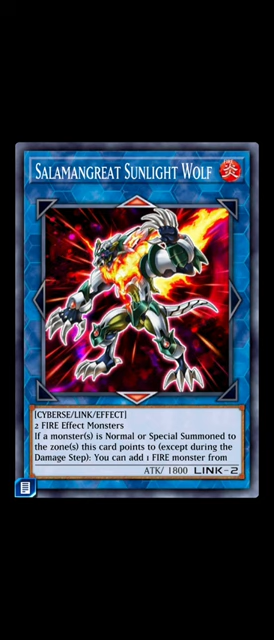 SALAMANGREAT SUNLIGHT WOLF
FIRE
炎
[CYBERSE/LINK/EFFECT]
2 FIRE Effect Monsters
If a monster(s) is Normal or Special Summoned to
the zone(s) this card points to (except during the
Damage Step): You can add 1 FIRE monster from
ATK/ 1800 LINK-2